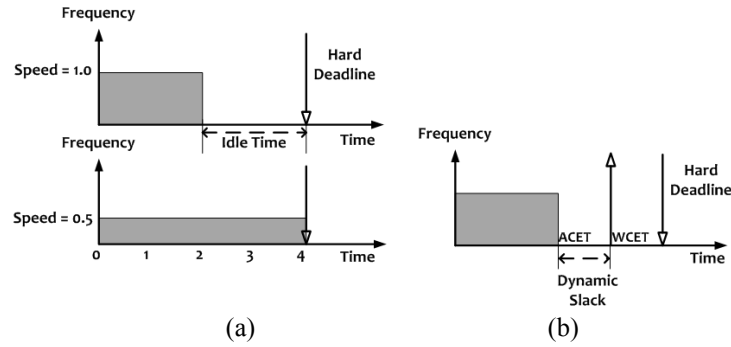 Frequency
Speed = 1.0
Hard
Deadline
Idle Time
Time
Frequency
Speed = 0.5
0 1 2 3 4 Time
(a)
Frequency
Hard
Deadline
ACET WCET
Time
Dynamic
Slack
(b)